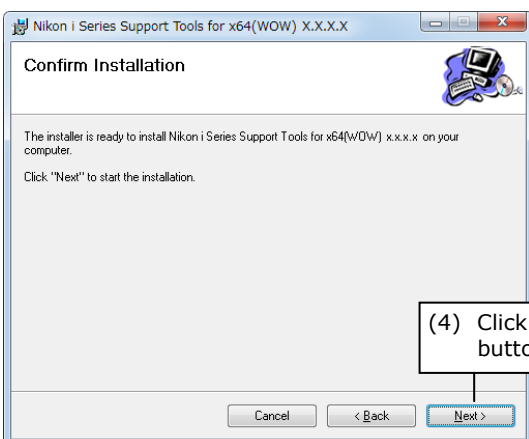 Nikon i Series Support Tools for x64(WOW) X.X.X.X
Confirm Installation
The installer is ready to install Nikon i Series Support Tools for x64(WOW) x.x.x.x on your
computer.
Click "Next" to start the installation.
(4) Click
Cancel
< Back
Next >